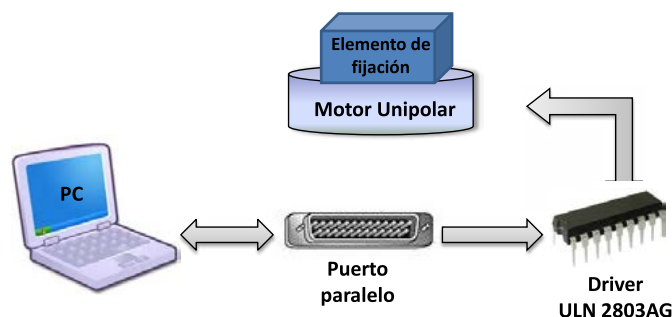 Elemento de
fijación
Motor Unipolar
PC
Puerto
paralelo
Driver
ULN 2803AG